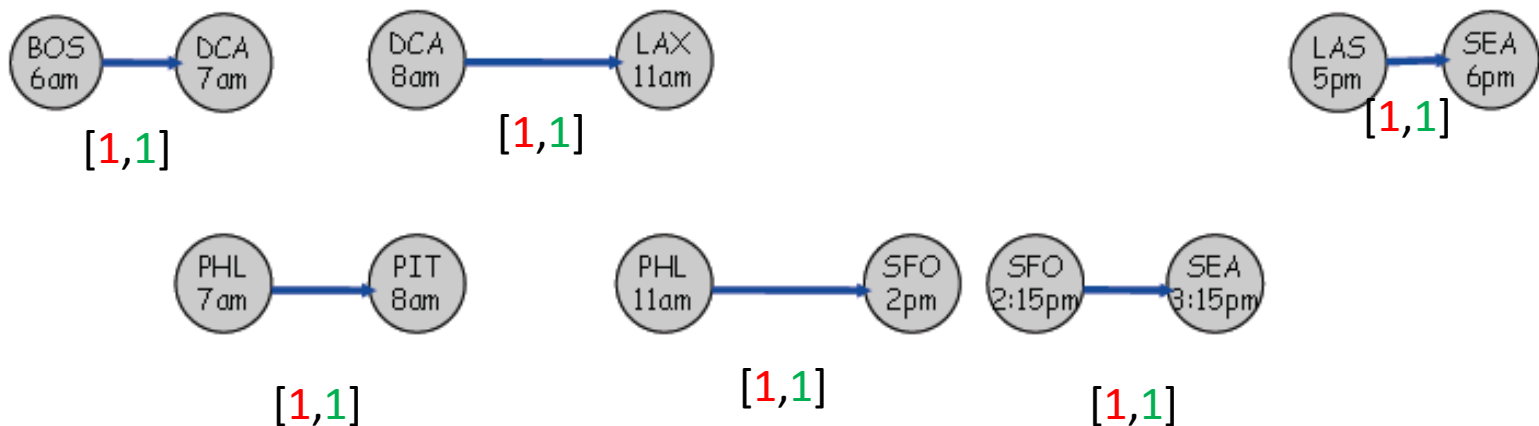 BOS
6am
DCA
7am
DCA
8am
LAX
11am
LAS
5pm
SEA
6pm
[1,1]
[1,1]
[1,1]
PHL
7am
PIT
8am
PHL
11am
SFO
2pm
SFO
2:15pm
SEA
3:15pm
[1,1]
[1,1]
[1,1]